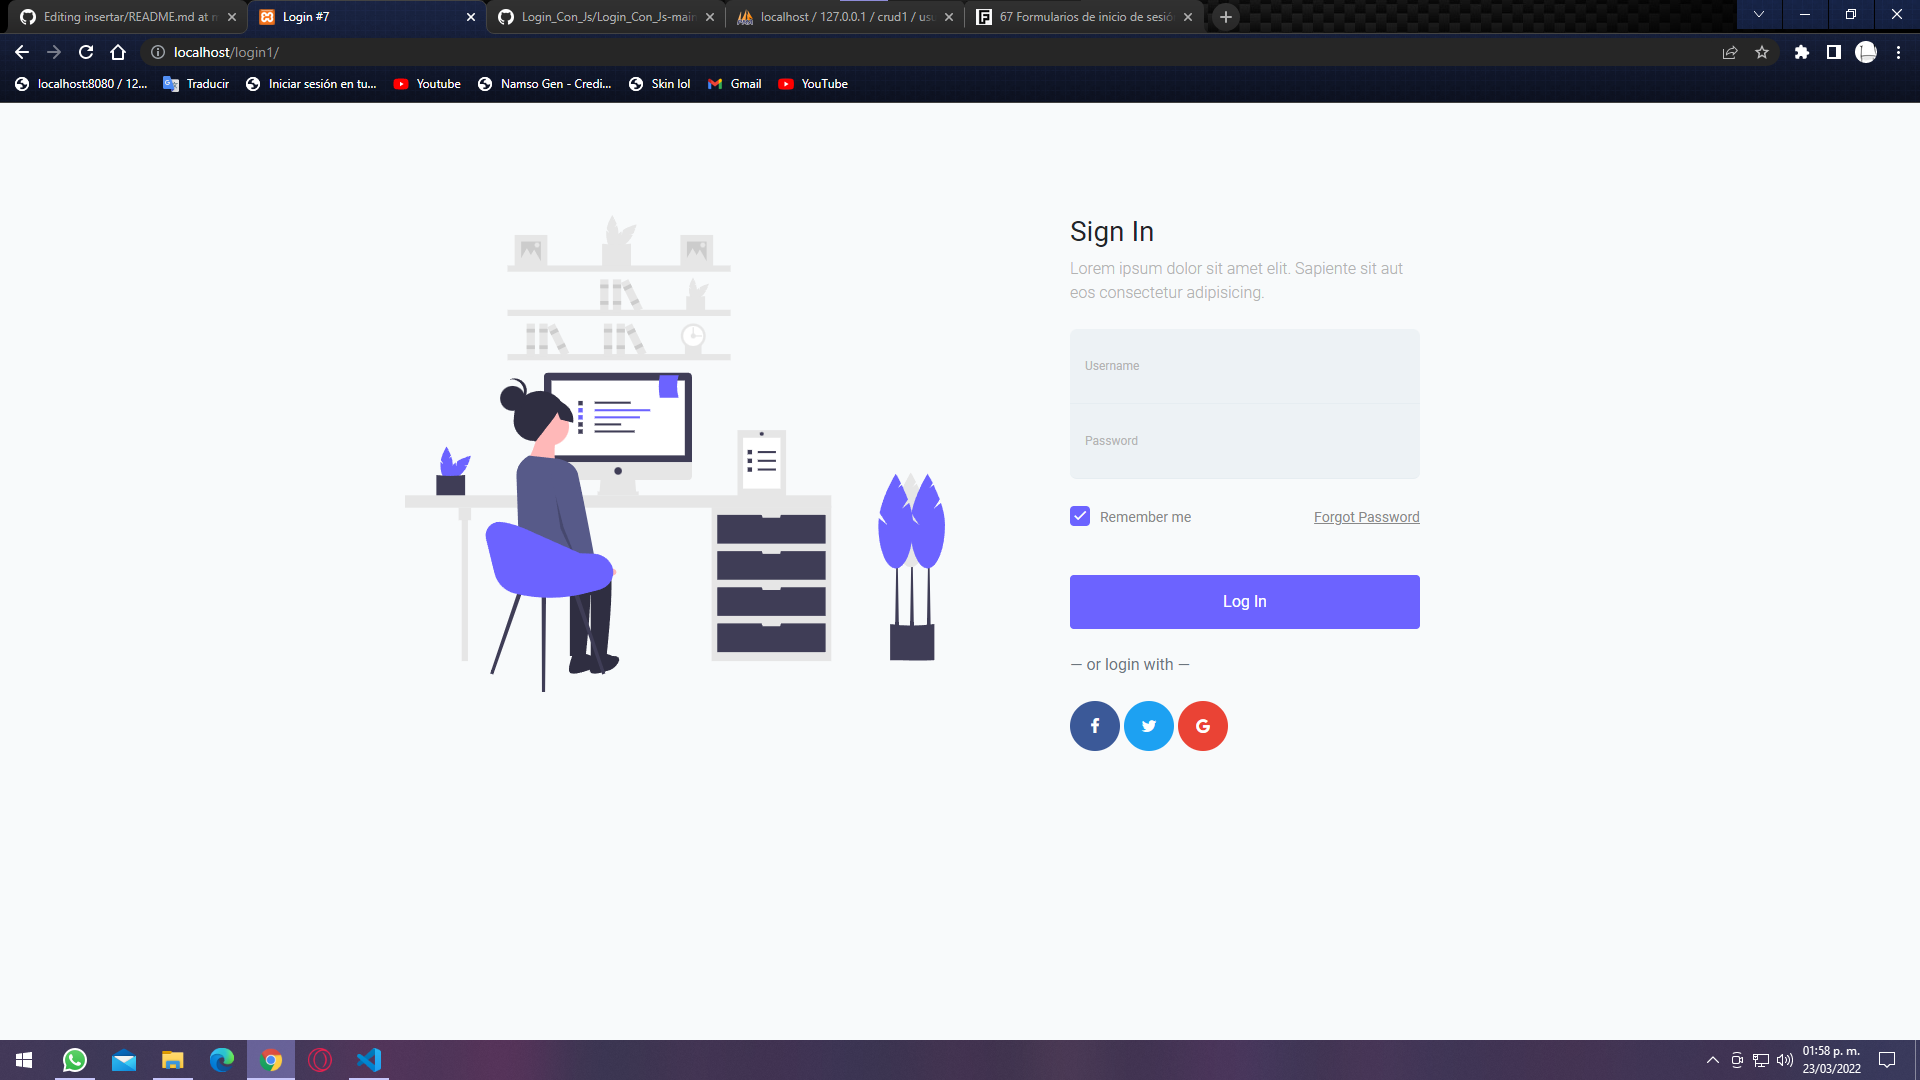 Editing insertar/README.md at m
Login #7
Login_Con_Js/Login_Con_Js-main
localhost / 127.0.0.1 / crud1 / usu
67 Formularios de inicio de sesió
localhost/login1/
localhost:8080 / 12...
Traducir
Iniciar sesión en tu...
Youtube
Namso Gen - Credi...
Skin lol
Gmail
YouTube
Sign In
Lorem ipsum dolor sit amet elit. Sapiente sit aut
eos consectetur adipisicing.
Username
Password
Remember me
Forgot Password
Log In
— or login with —
01:58 p. m.
23/03/2022